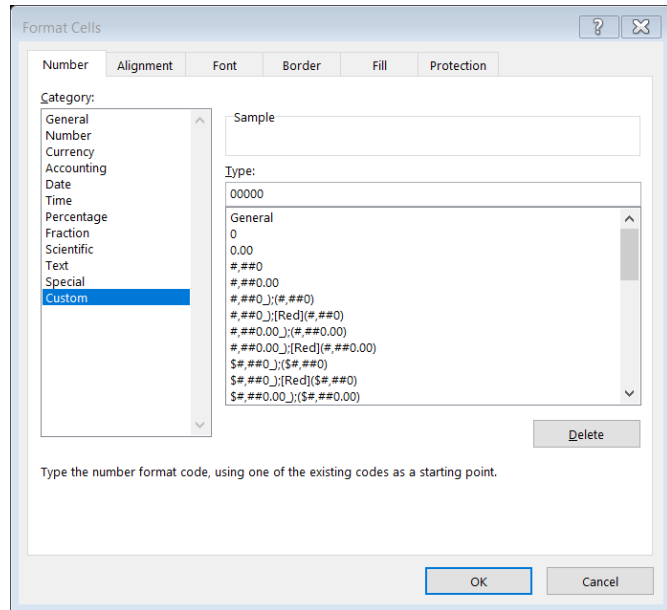 Format Cells
Number Alignment Font Border Fill Protection
Category:
General
Number
Currency
Accounting
Date
Time
Percentage
Fraction
Scientific
Text
Special
Custom
Sample
Type:
00000
General
0
0.00
#,##0
#,##0.00
#,##0_);(#,##0)
#,##0_);[Red](#,##0)
#,##0.00_);(#,##0.00)
#,##0.00_);[Red](#,##0.00)
$#,##0_);($#,##0)
$#,##0_);[Red]($#,##0)
$#,##0.00_);($#,##0.00)
Delete
Type the number format code, using one of the existing codes as a starting point.
OK Cancel